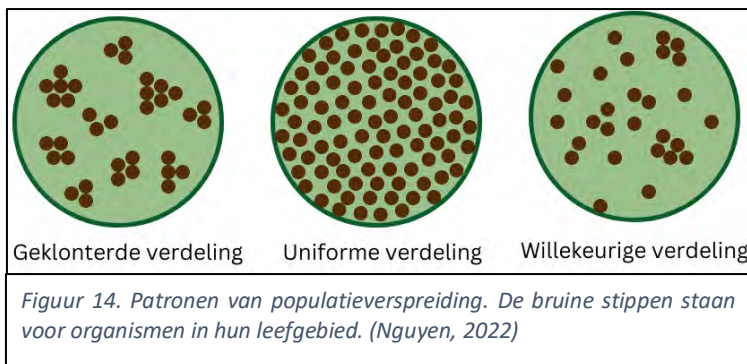 Geklonterde verdeling
Uniforme verdeling
Willekeurige verdeling
Figuur 14. Patronen van populatieverspreiding. De bruine stippen staan
voor organismen in hun leefgebied. (Nguyen, 2022)